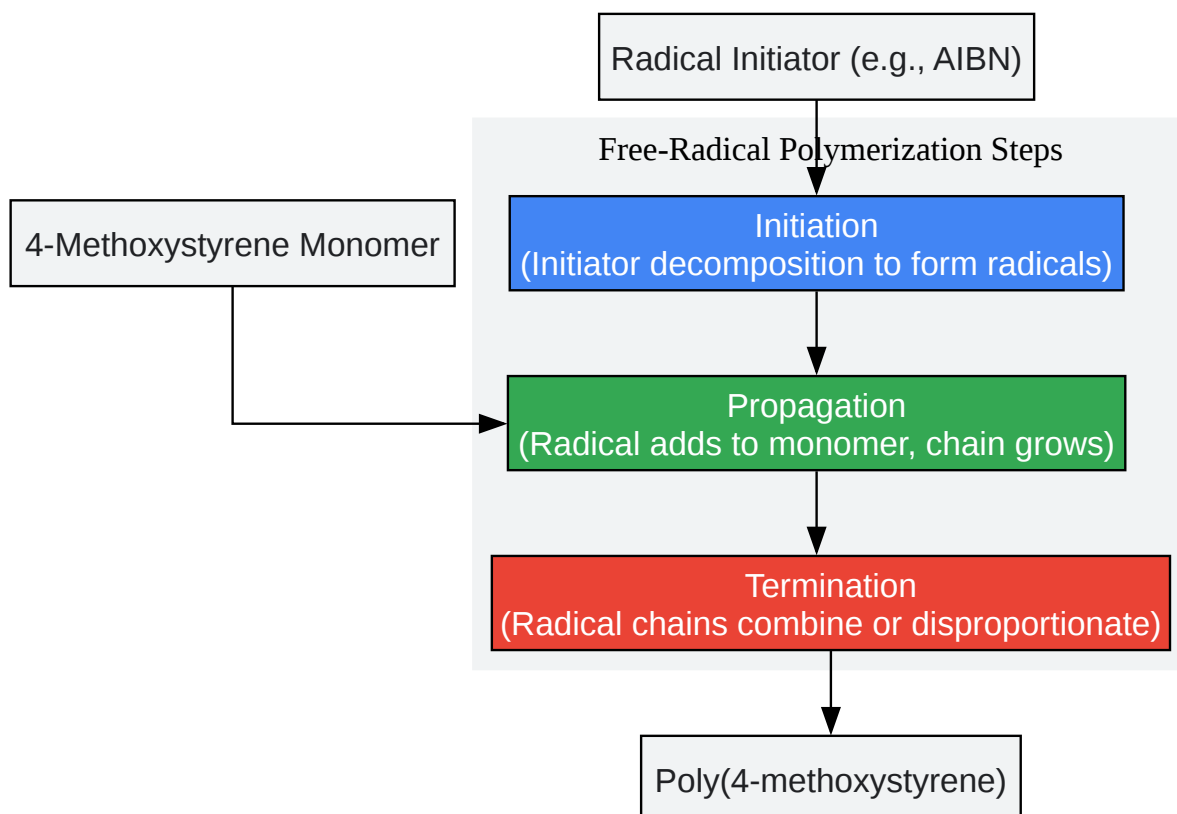 Radical Initiator (e.g., AIBN)
Free-Radical Polymerization Steps
4-Methoxystyrene Monomer
Initiation
(Initiator decomposition to form radicals)
Propagation
(Radical adds to monomer, chain grows)
Termination
(Radical chains combine or disproportionate)
Poly(4-methoxystyrene)